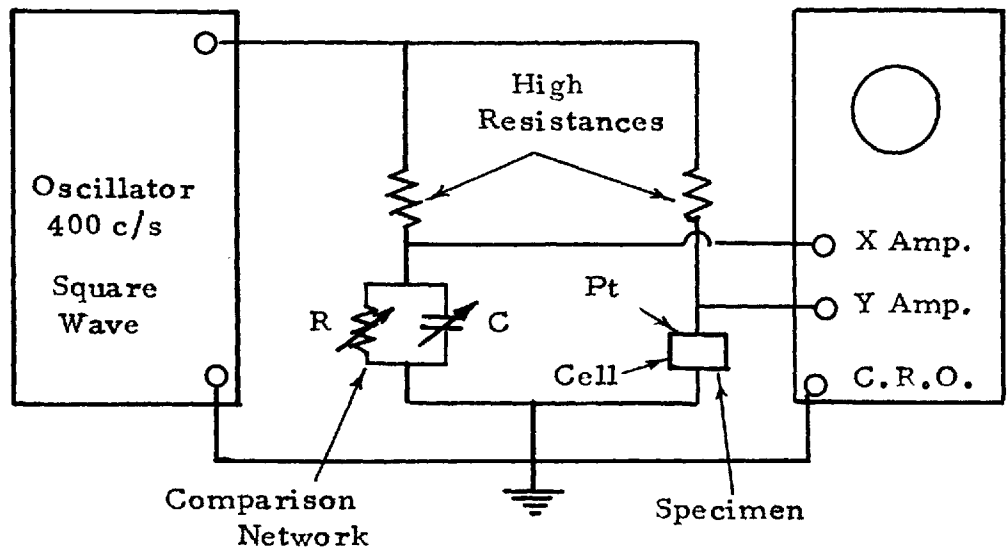 High
Resistances
Oscillator
400 c/s
Square
Wave
X Amp.
Pt
Y Amp.
R
C
Cell
C.R.O.
Comparison
Network
Specimen